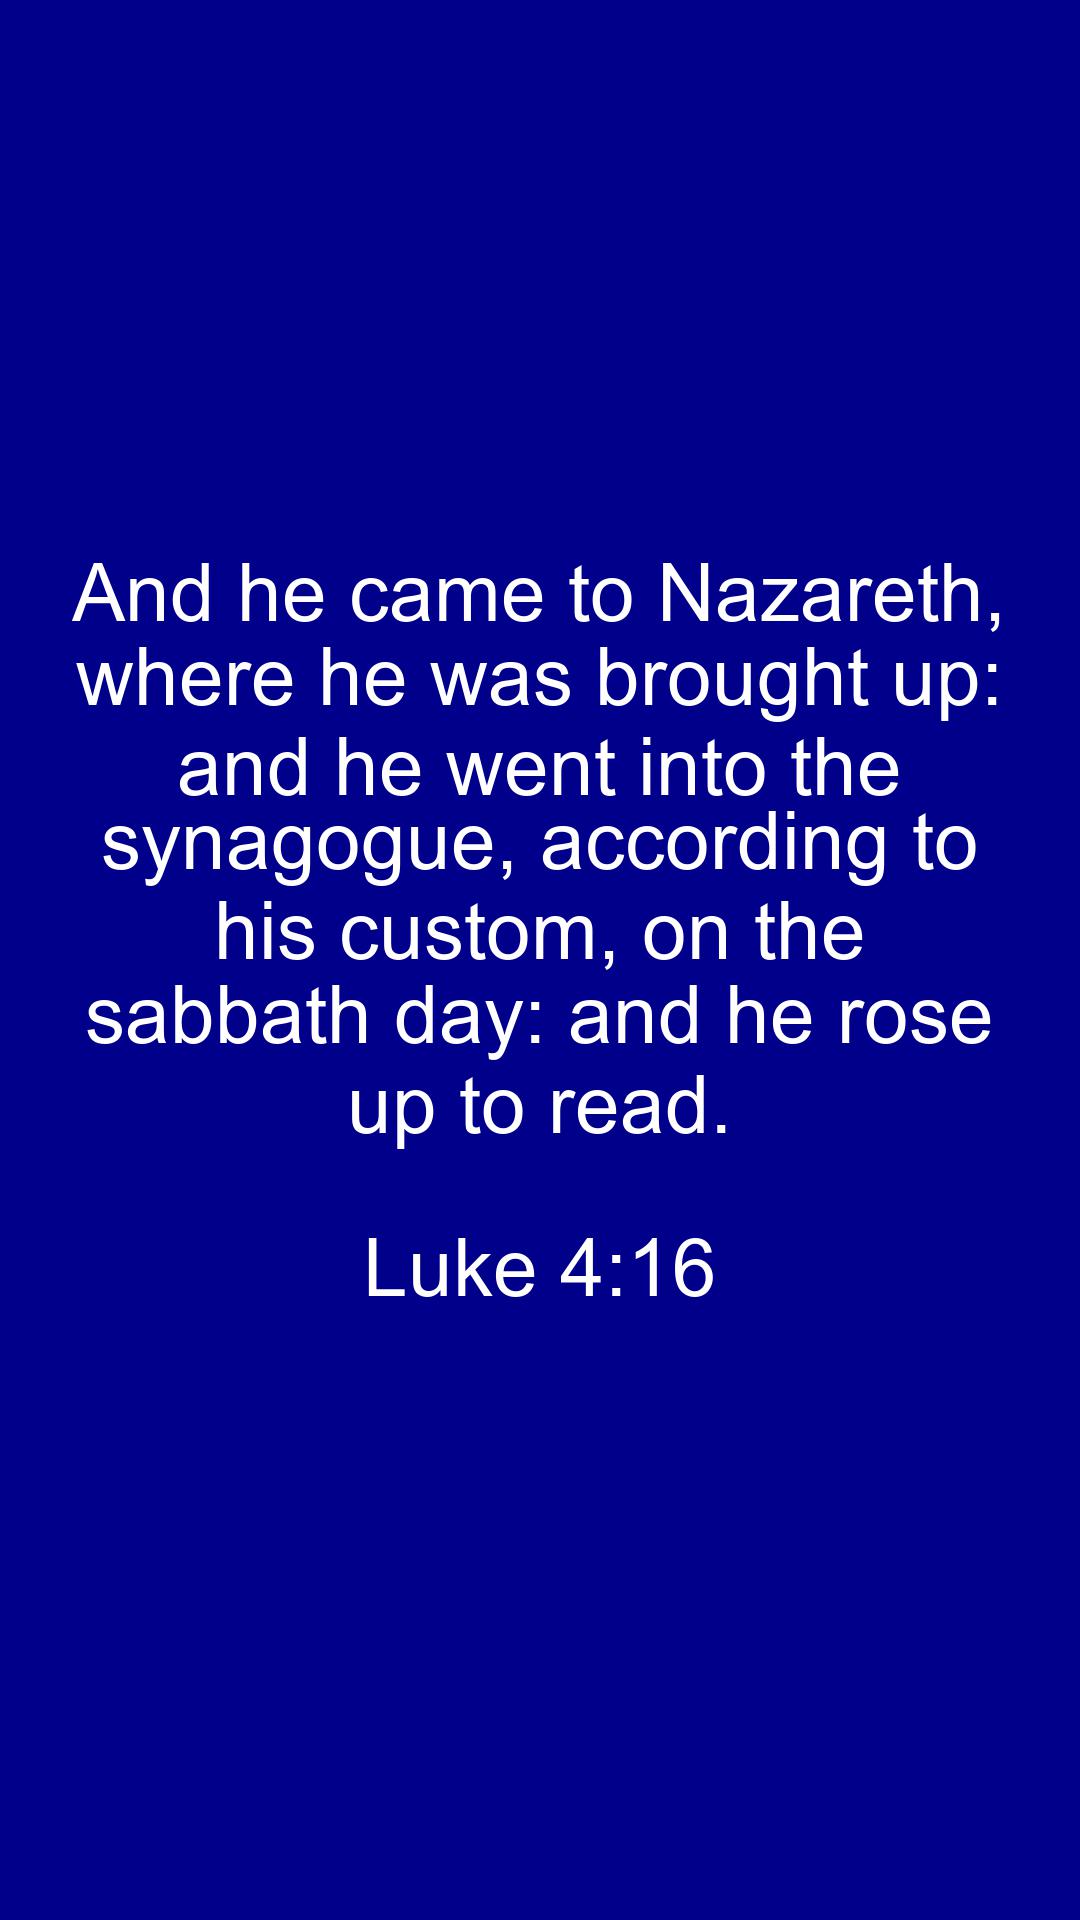 And he came to Nazareth,
where he was brought up:
and he went into the
synagogue, according to
his custom, on the
sabbath day: and he rose
up to read.
Luke 4:16